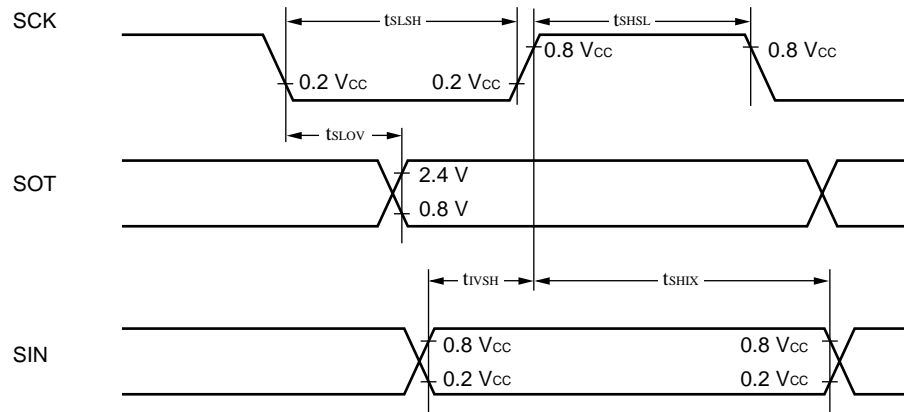 SCK
tSLSH
tSHSL
0.8 VCC
0.8 VCC
0.2 VCC
0.2 VCC
tSLOV
SOT
2.4 V
0.8 V
tIVSH
tSHIX
SIN
0.8 VCC
0.8 VCC
0.2 VCC
0.2 VCC